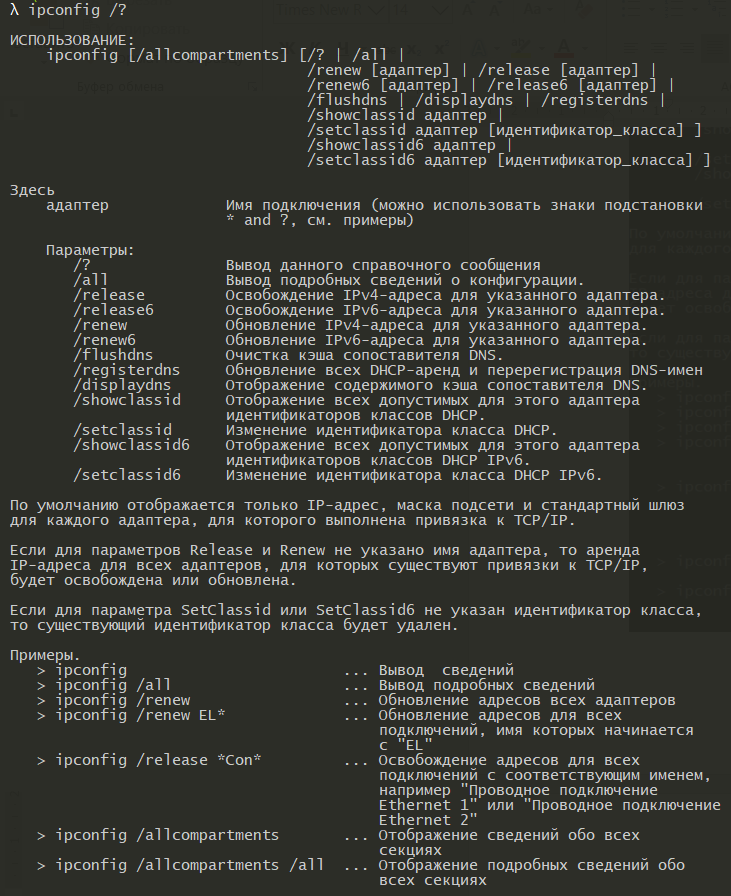 λ ipconfig /?
ИСПОЛЬЗОВАНИЕ:
ipconfig [/allcompartments] [/? | /all |
/renew [адаптер] | /release [адаптер] |
/renew6 [адаптер] | /release6 [адаптер] |
/flushdns | /displaydns | /registerdns |
/showclassid адаптер |
/setclassid адаптер [идентификатор_класса] ]
/showclassid6 адаптер |
/setclassid6 адаптер [идентификатор_класса] ]
Здесь
адаптер Имя подключения (можно использовать знаки подстановки
* and ?, см. примеры)
Параметры:
/? Вывод данного справочного сообщения
/all Вывод подробных сведений о конфигурации.
/release Освобождение IPv4-адреса для указанного адаптера.
/release6 Освобождение IPv6-адреса для указанного адаптера.
/renew Обновление IPv4-адреса для указанного адаптера.
/renew6 Обновление IPv6-адреса для указанного адаптера.
/flushdns Очистка кэша сопоставителя DNS.
/registerdns Обновление всех DHCP-аренд и перерегистрация DNS-имен
/displaydns Отображение содержимого кэша сопоставителя DNS.
/showclassid Отображение всех допустимых для этого адаптера
идентификаторов классов DHCP.
/setclassid Изменение идентификатора класса DHCP.
/showclassid6 Отображение всех допустимых для этого адаптера
идентификаторов классов DHCP IPv6.
/setclassid6 Изменение идентификатора класса DHCP IPv6.
По умолчанию отображается только IP-адрес, маска подсети и стандартный шлюз
для каждого адаптера, для которого выполнена привязка к TCP/IP.
Если для параметров Release и Renew не указано имя адаптера, то аренда
IP-адреса для всех адаптеров, для которых существуют привязки к TCP/IP,
будет освобождена или обновлена.
Если для параметра SetClassid или SetClassid6 не указан идентификатор класса,
то существующий идентификатор класса будет удален.
Примеры.
> ipconfig ... Вывод  сведений
> ipconfig /all ... Вывод подробных сведений
> ipconfig /renew ... Обновление адресов всех адаптеров
> ipconfig /renew EL* ... Обновление адресов для всех
подключений, имя которых начинается
с "EL"
> ipconfig /release *Con* ... Освобождение адресов для всех
подключений с соответствующим именем,
например "Проводное подключение
Ethernet 1" или "Проводное подключение
Ethernet 2"
> ipconfig /allcompartments ... Отображение сведений обо всех
секциях
> ipconfig /allcompartments /all ... Отображение подробных сведений обо
всех секциях